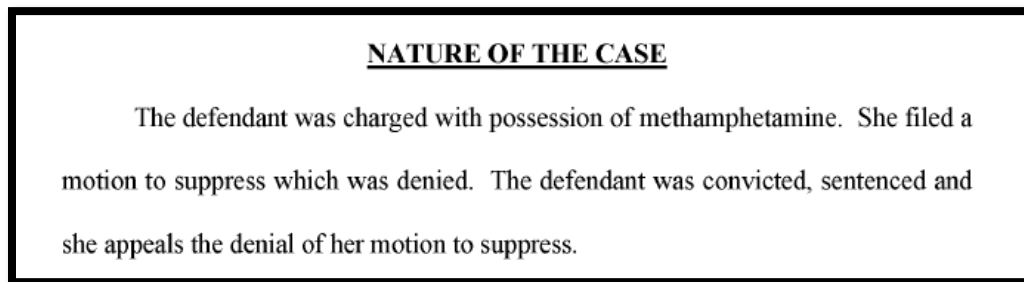 NATURE OF THE CASE
The defendant was charged with possession of methamphetamine.  She filed a
motion to suppress which was denied.  The defendant was convicted, sentenced and
she appeals the denial of her motion to suppress.